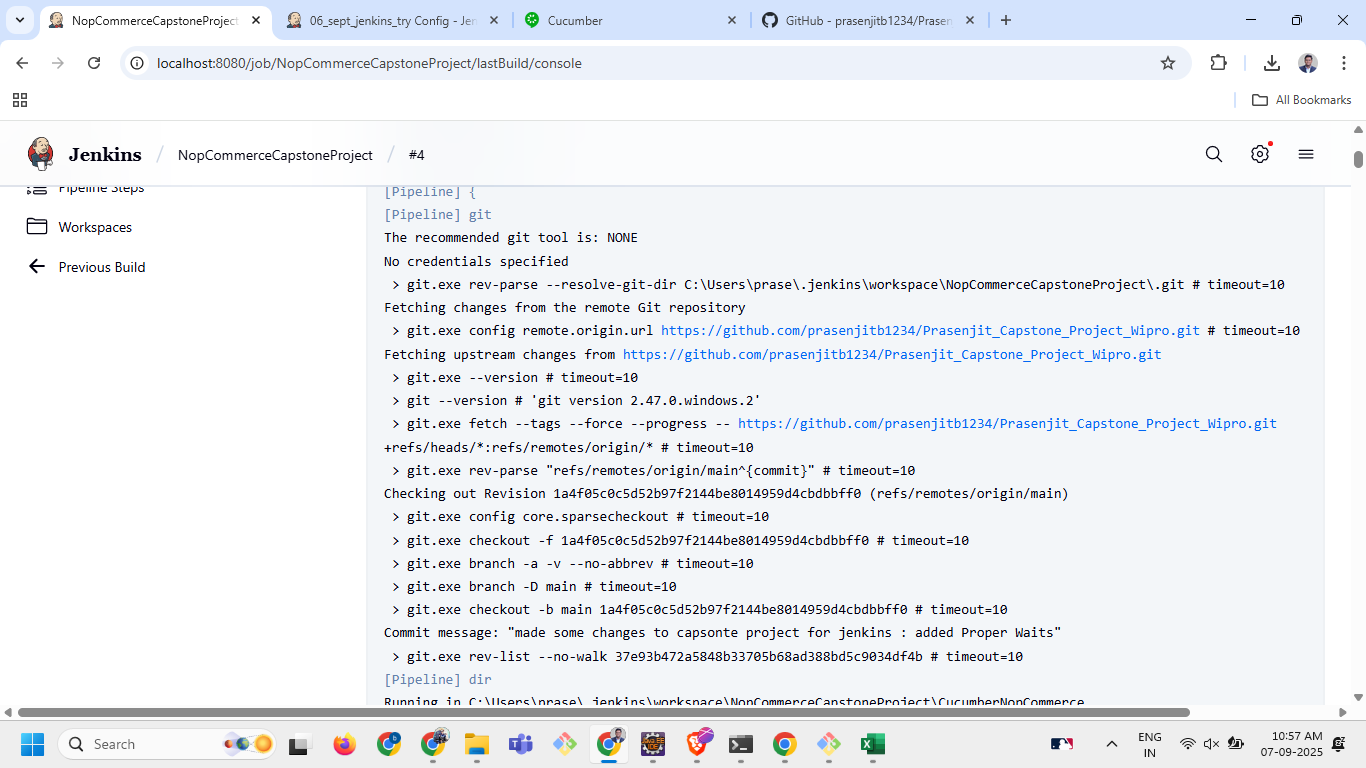 NopCommerceCapstoneProject
06_sept_jenkins_try Config - Jen
Cucumber
GitHub - prasenjitb1234/Prasen
localhost:8080/job/NopCommerceCapstoneProject/lastBuild/console
All Bookmarks
Jenkins / NopCommerceCapstoneProject / #4
Pipeline Steps
Workspaces
Previous Build
[Pipeline] {
[Pipeline] git
The recommended git tool is: NONE
No credentials specified
> git.exe rev-parse --resolve-git-dir C:\Users\prase\.jenkins\workspace\NopCommerceCapstoneProject\.git # timeout=10
Fetching changes from the remote Git repository
> git.exe config remote.origin.url https://github.com/prasenjitb1234/Prasenjit_Capstone_Project_Wipro.git # timeout=10
Fetching upstream changes from https://github.com/prasenjitb1234/Prasenjit_Capstone_Project_Wipro.git
> git.exe --version # timeout=10
> git --version # 'git version 2.47.0.windows.2'
> git.exe fetch --tags --force --progress -- https://github.com/prasenjitb1234/Prasenjit_Capstone_Project_Wipro.git
+refs/heads/*:refs/remotes/origin/* # timeout=10
> git.exe rev-parse "refs/remotes/origin/main^{commit}" # timeout=10
Checking out Revision 1a4f05c0c5d52b97f2144be8014959d4cbdbbff0 (refs/remotes/origin/main)
> git.exe config core.sparsecheckout # timeout=10
> git.exe checkout -f 1a4f05c0c5d52b97f2144be8014959d4cbdbbff0 # timeout=10
> git.exe branch -a -v --no-abbrev # timeout=10
> git.exe branch -D main # timeout=10
> git.exe checkout -b main 1a4f05c0c5d52b97f2144be8014959d4cbdbbff0 # timeout=10
Commit message: "made some changes to capsonte project for jenkins : added Proper Waits"
> git.exe rev-list --no-walk 37e93b472a5848b33705b68ad388bd5c9034df4b # timeout=10
[Pipeline] dir
Running in C:\Users\prase\.jenkins\workspace\NopCommerceCapstoneProject\CucumberNopCommerce
Search
ENG
IN
10:57 AM
07-09-2025